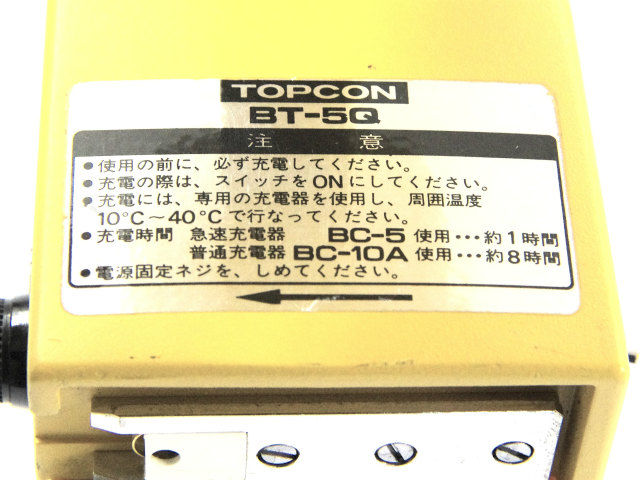 TOPCON
BT-5Q
注 意
●使用の前に、必ず充電してください。
●充電の際は、スイッチをONにしてください。
●充電には、専用の充電器を使用し、周囲温度
10°C〜40°Cで行なってください。
●充電時間 急速充電器 BC-5 使用…約1時間
普通充電器 BC-10A 使用…約8時間
●電源固定ネジを、しめてください。